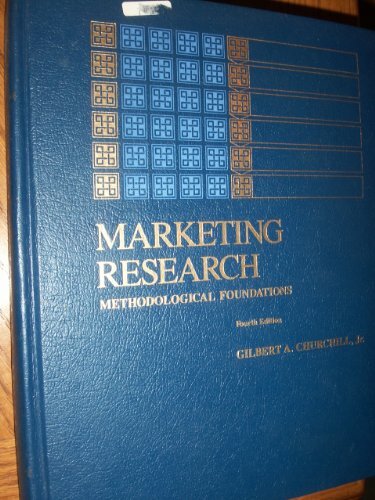 MARKETING
RESEARCH
METHODOLOGICAL FOUNDATIONS
Fourth Edition
GILBERT A. CHURCHILL, Jr.